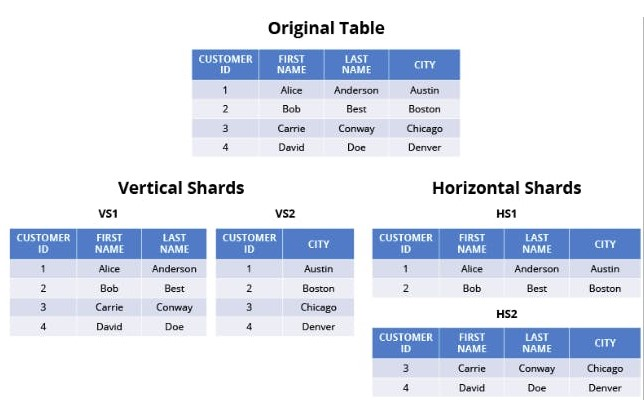 Original Table
CUSTOMER ID FIRST NAME LAST NAME CITY
1 Alice Anderson Austin
2 Bob Best Boston
3 Carrie Conway Chicago
4 David Doe Denver
Vertical Shards
VS1
CUSTOMER ID FIRST NAME LAST NAME
1 Alice Anderson
2 Bob Best
3 Carrie Conway
4 David Doe
VS2
CUSTOMER ID CITY
1 Austin
2 Boston
3 Chicago
4 Denver
Horizontal Shards
HS1
CUSTOMER ID FIRST NAME LAST NAME CITY
1 Alice Anderson Austin
2 Bob Best Boston
HS2
CUSTOMER ID FIRST NAME LAST NAME CITY
3 Carrie Conway Chicago
4 David Doe Denver